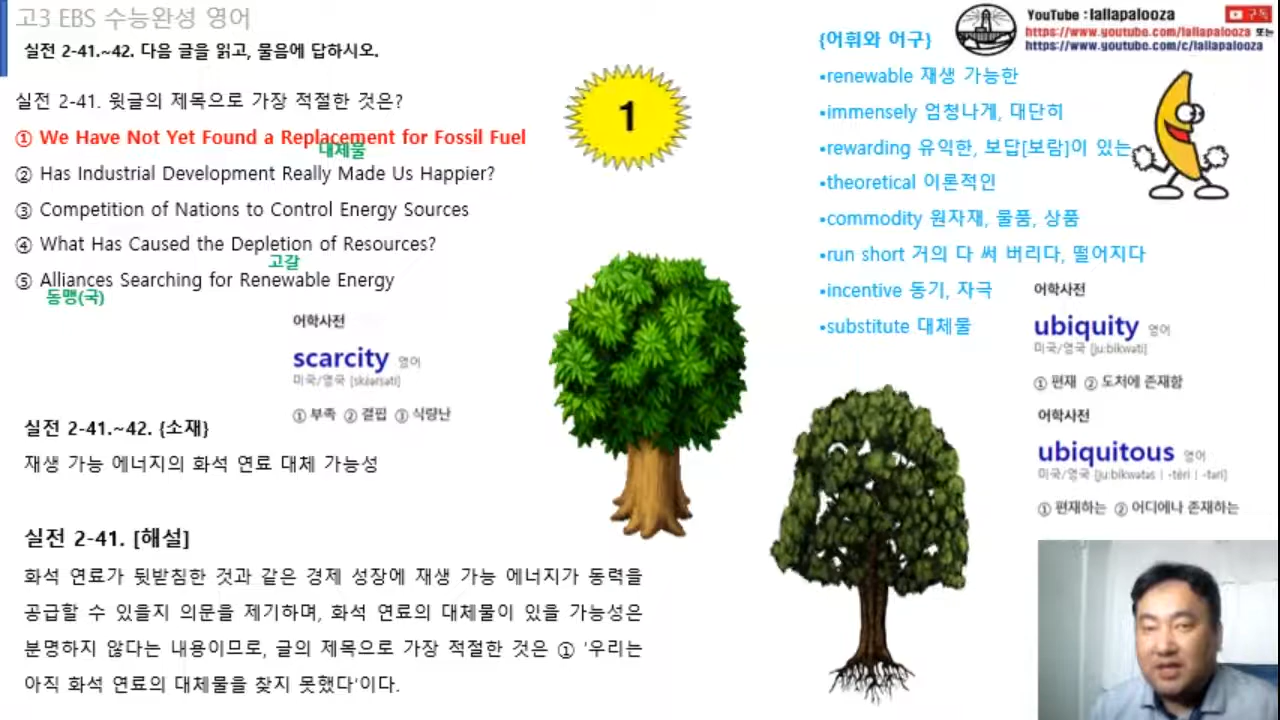 고3 EBS 수능완성 영어
실전 2-41.~42. 다음 글을 읽고, 물음에 답하시오.
실전 2-41. 윗글의 제목으로 가장 적절한 것은?
① We Have Not Yet Found a Replacement for Fossil Fuel
대체물
② Has Industrial Development Really Made Us Happier?
③ Competition of Nations to Control Energy Sources
④ What Has Caused the Depletion of Resources?
고갈
⑤ Alliances Searching for Renewable Energy
동맹(국)
어학사전
scarcity 영어
미국/영국 [skéərsəti]
① 부족 ② 결핍 ③ 식량난
실전 2-41.~42. {소재}
재생 가능 에너지의 화석 연료 대체 가능성
실전 2-41. [해설]
화석 연료가 뒷받침한 것과 같은 경제 성장에 재생 가능 에너지가 동력을
공급할 수 있을지 의문을 제기하며, 화석 연료의 대체물이 있을 가능성은
분명하지 않다는 내용이므로, 글의 제목으로 가장 적절한 것은 ① ‘우리는
아직 화석 연료의 대체물을 찾지 못했다’이다.
1
{어휘와 어구}
•renewable 재생 가능한
•immensely 엄청나게, 대단히
•rewarding 유익한, 보답[보람]이 있는
•theoretical 이론적인
•commodity 원자재, 물품, 상품
•run short 거의 다 써 버리다, 떨어지다
•incentive 동기, 자극
•substitute 대체물
YouTube : lallapalooza
구독
https://www.youtube.com/lallapalooza 또는
https://www.youtube.com/c/lallapalooza
어학사전
ubiquity 영어
미국/영국 [ju:bíkwəti]
① 편재 ② 도처에 존재함
어학사전
ubiquitous 영어
미국/영국 [ju:bíkwətəs | -tèri | -təri]
① 편재하는 ② 어디에나 존재하는